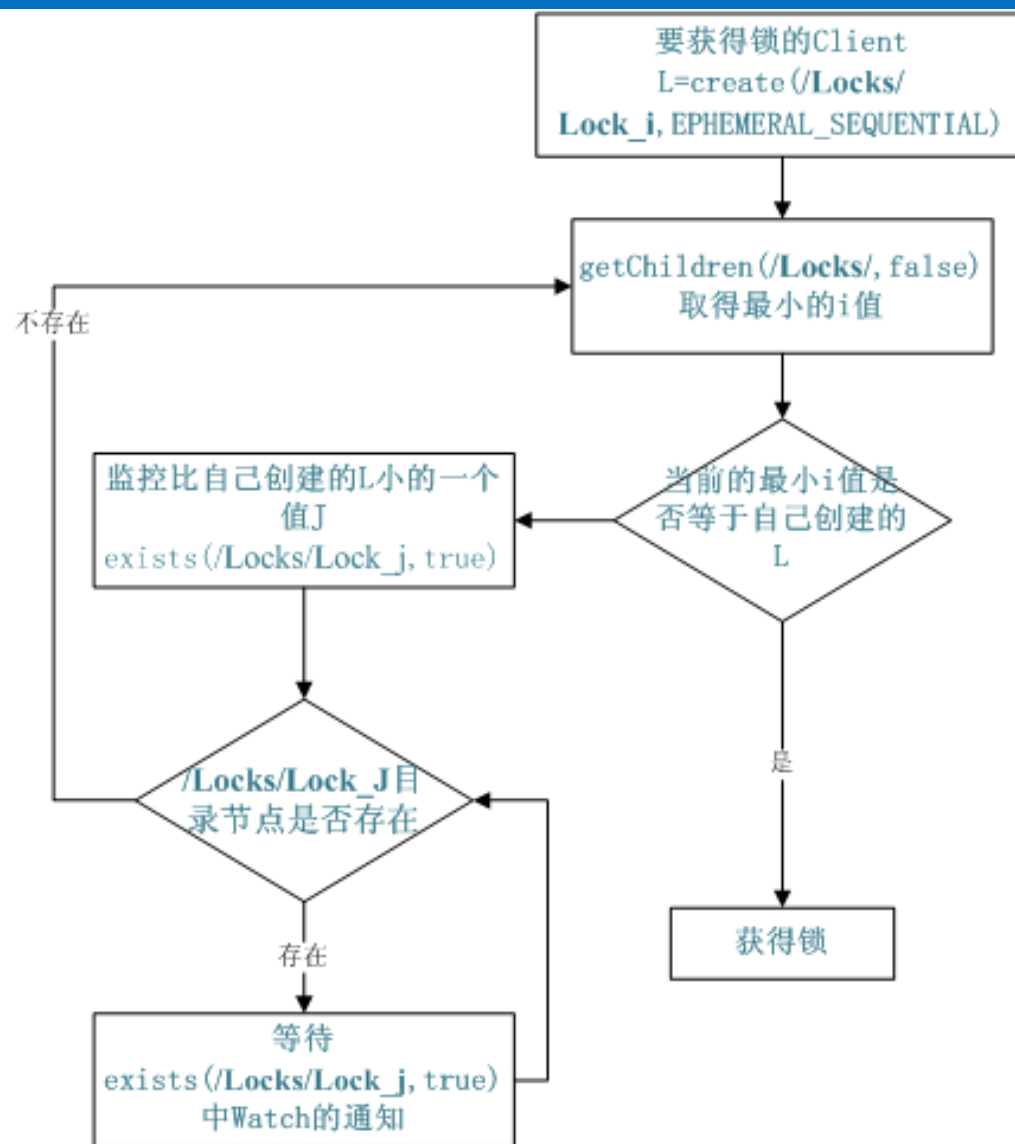 要获得锁的Client
L=create(/Locks/
Lock_i,EPHEMERAL_SEQUENTIAL)
getChildren(/Locks/,false)
取得最小的i值
不存在
当前的最小i值是
否等于自己创建的
L
监控比自己创建的L小的一个
值J
exists(/Locks/Lock_j,true)
是
/Locks/Lock_J目
录节点是否存在
获得锁
存在
等待
exists(/Locks/Lock_j,true)
中Watch的通知